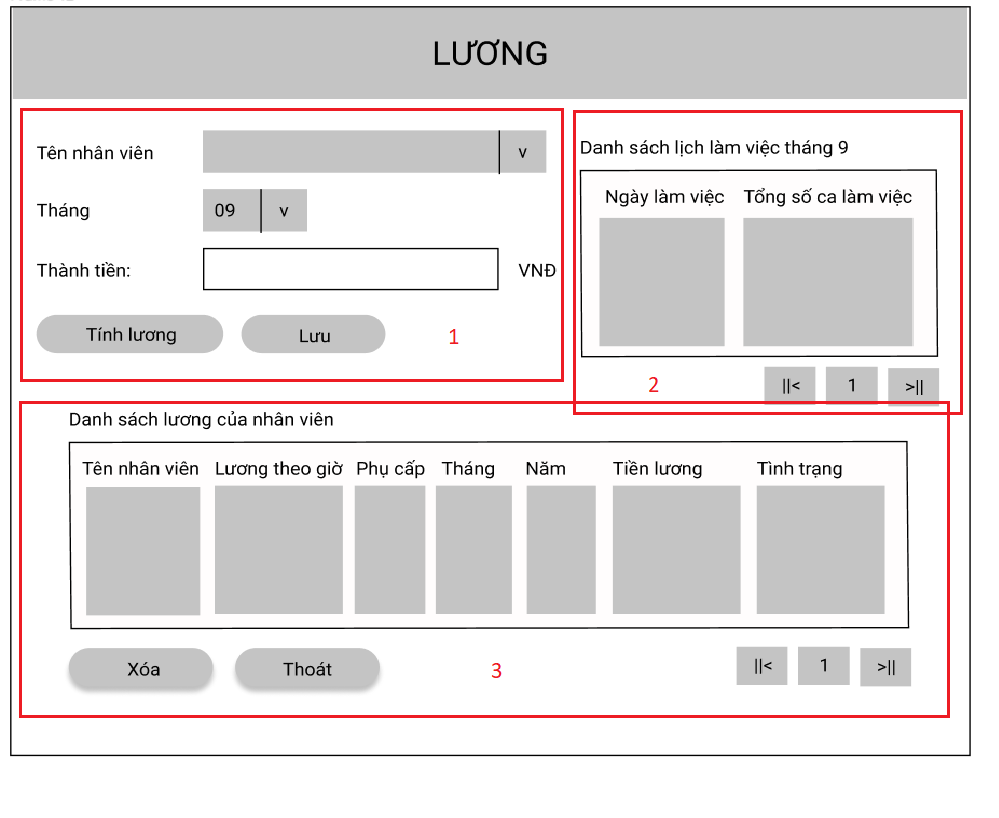 LƯƠNG
Tên nhân viên
v
Tháng
09
v
Thành tiền:
VNĐ
Tính lương
Lưu
1
Danh sách lịch làm việc tháng 9
Ngày làm việc Tổng số ca làm việc
2
||<
1
>||
Danh sách lương của nhân viên
Tên nhân viên Lương theo giờ Phụ cấp Tháng Năm Tiền lương Tình trạng
Xóa
Thoát
3
||<
1
>||